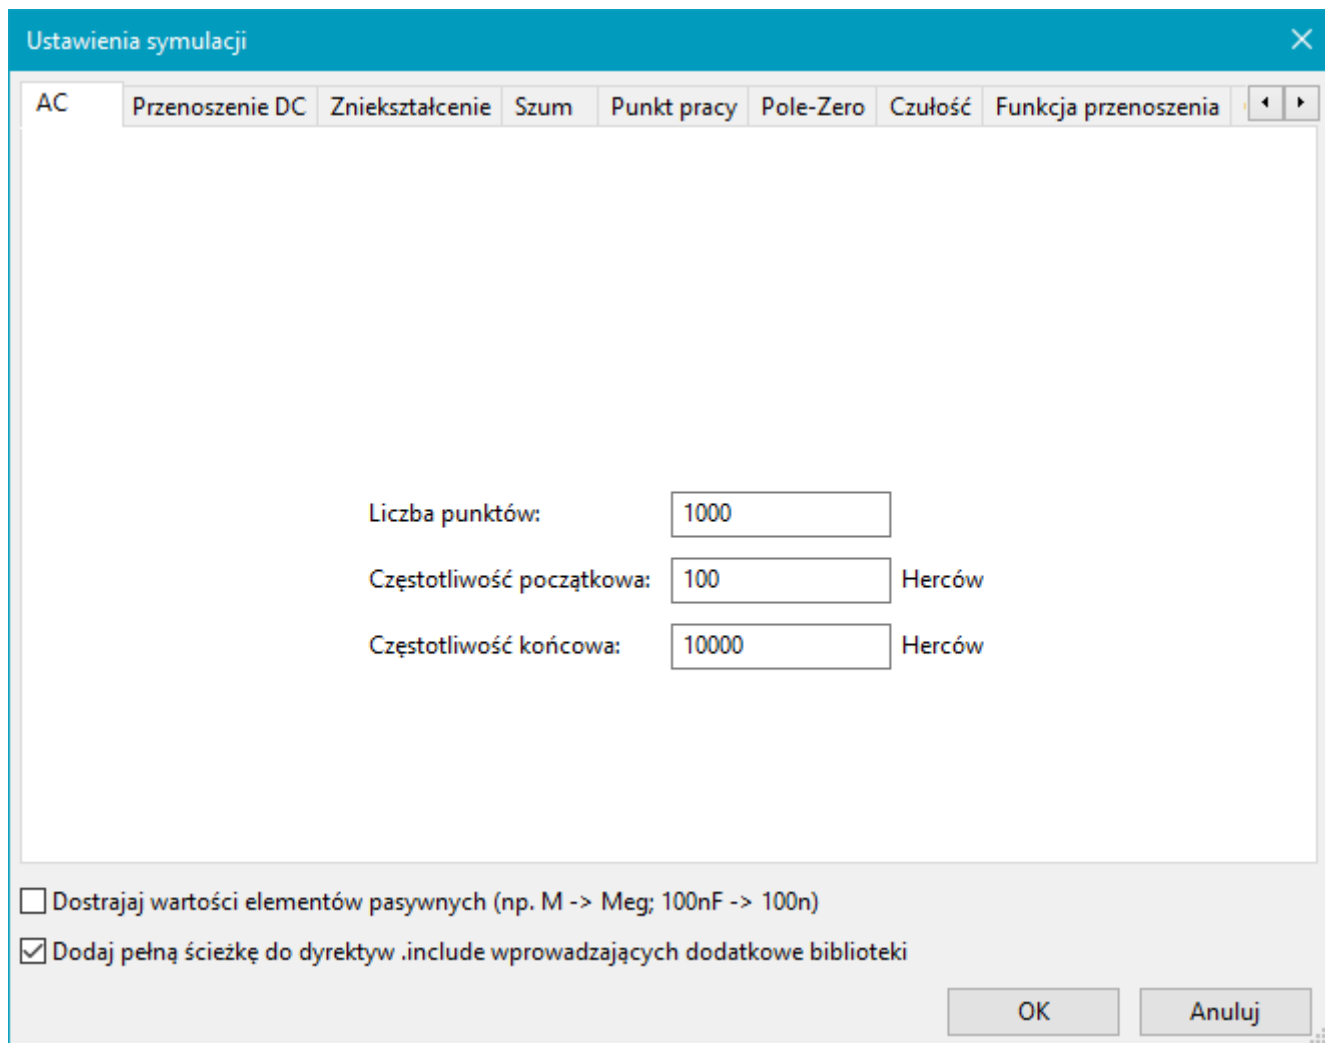 Ustawienia symulacji
AC Przenoszenie DC Zniekształcenie Szum Punkt pracy Pole-Zero Czułość Funkcja przenoszenia
Liczba punktów: 1000
Częstotliwość początkowa: 100 Herców
Częstotliwość końcowa: 10000 Herców
Dostrajaj wartości elementów pasywnych (np. M -> Meg; 100nF -> 100n)
Dodaj pełną ścieżkę do dyrektyw .include wprowadzających dodatkowe biblioteki
OK Anuluj